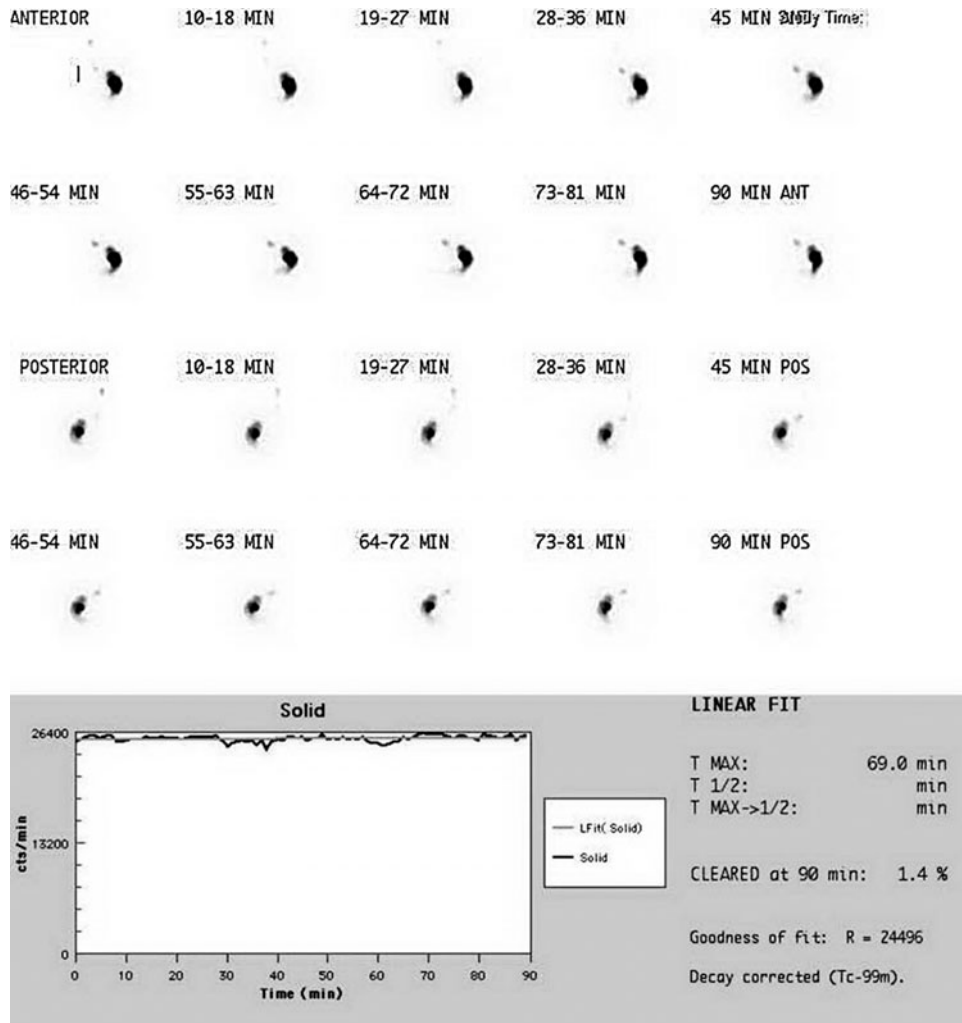 ANTERIOR 10-18 MIN 19-27 MIN 28-36 MIN 45 MIN Study Time:
46-54 MIN 55-63 MIN 64-72 MIN 73-81 MIN 90 MIN ANT
POSTERIOR 10-18 MIN 19-27 MIN 28-36 MIN 45 MIN POS
46-54 MIN 55-63 MIN 64-72 MIN 73-81 MIN 90 MIN POS
Solid
26400
13200
0
cts/min
0 10 20 30 40 50 60 70 80 90
Time (min)
LFit( Solid)
Solid
LINEAR FIT
T MAX: 69.0 min
T 1/2: min
T MAX->1/2: min
CLEARED at 90 min: 1.4 %
Goodness of fit: R = 24496
Decay corrected (Tc-99m).